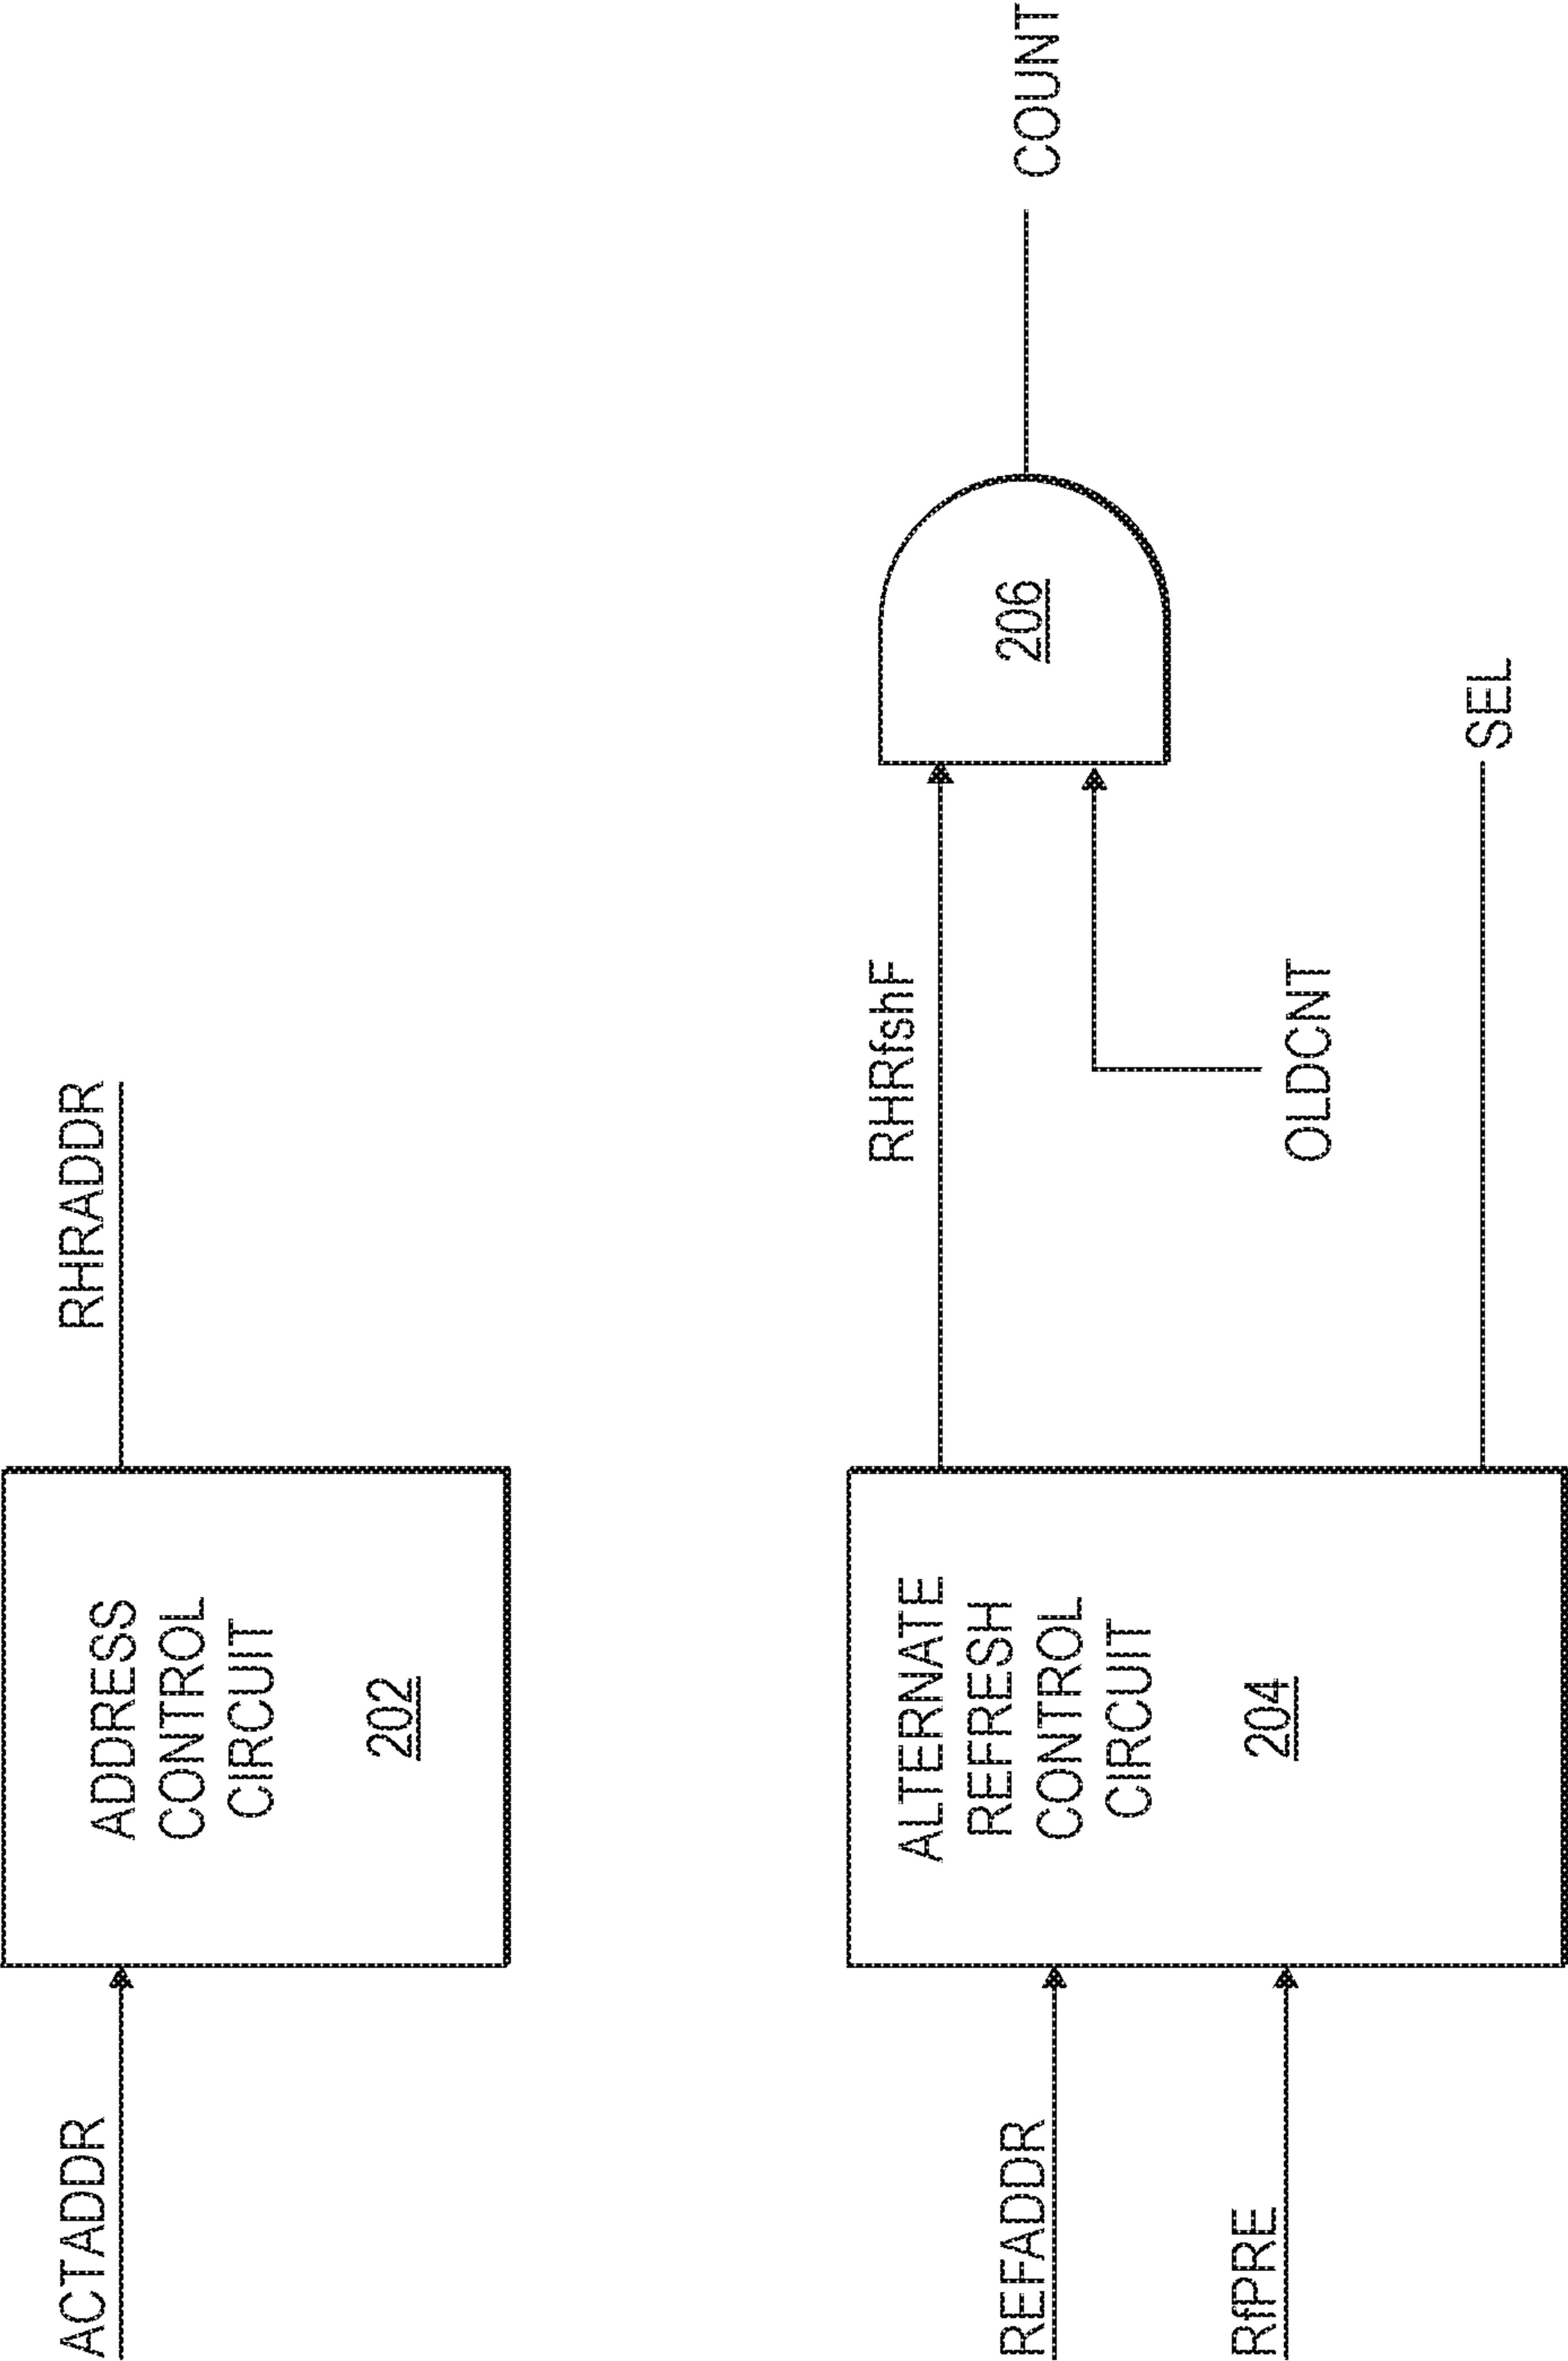 ACTADDR
ADDRESS
CONTROL
CIRCUIT
202
RHRADDR
REFADDR
RfPRE
ALTERNATE
REFRESH
CONTROL
CIRCUIT
204
RHRfshF
OLDCNT
206
COUNT
SEL